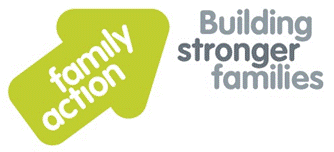 family
action
Building
stronger
families